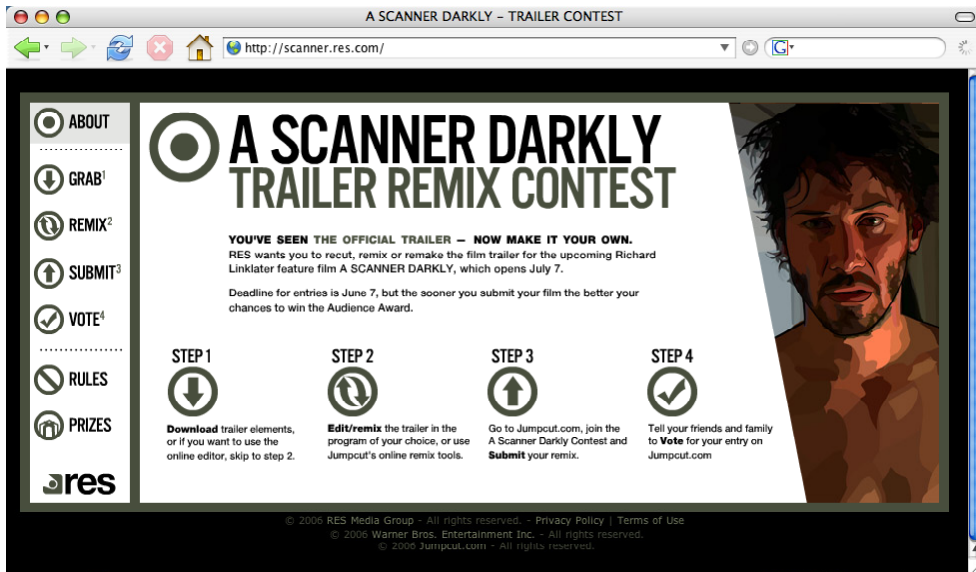 A SCANNER DARKLY – TRAILER CONTEST
http://scanner.res.com/
G
ABOUT
GRAB1
REMIX2
SUBMIT3
VOTE4
RULES
PRIZES
res
A SCANNER DARKLY
TRAILER REMIX CONTEST
YOU'VE SEEN THE OFFICIAL TRAILER — NOW MAKE IT YOUR OWN.
RES wants you to recut, remix or remake the film trailer for the upcoming Richard
Linklater feature film A SCANNER DARKLY, which opens July 7.
Deadline for entries is June 7, but the sooner you submit your film the better your
chances to win the Audience Award.
STEP 1
Download trailer elements,
or if you want to use the
online editor, skip to step 2.
STEP 2
Edit/remix the trailer in the
program of your choice, or use
Jumpcut's online remix tools.
STEP 3
Go to Jumpcut.com, join the
A Scanner Darkly Contest and
Submit your remix.
STEP 4
Tell your friends and family
to Vote for your entry on
Jumpcut.com
© 2006 RES Media Group - All rights reserved. - Privacy Policy | Terms of Use
© 2006 Warner Bros. Entertainment Inc. - All rights reserved.
© 2006 Jumpcut.com - All rights reserved.